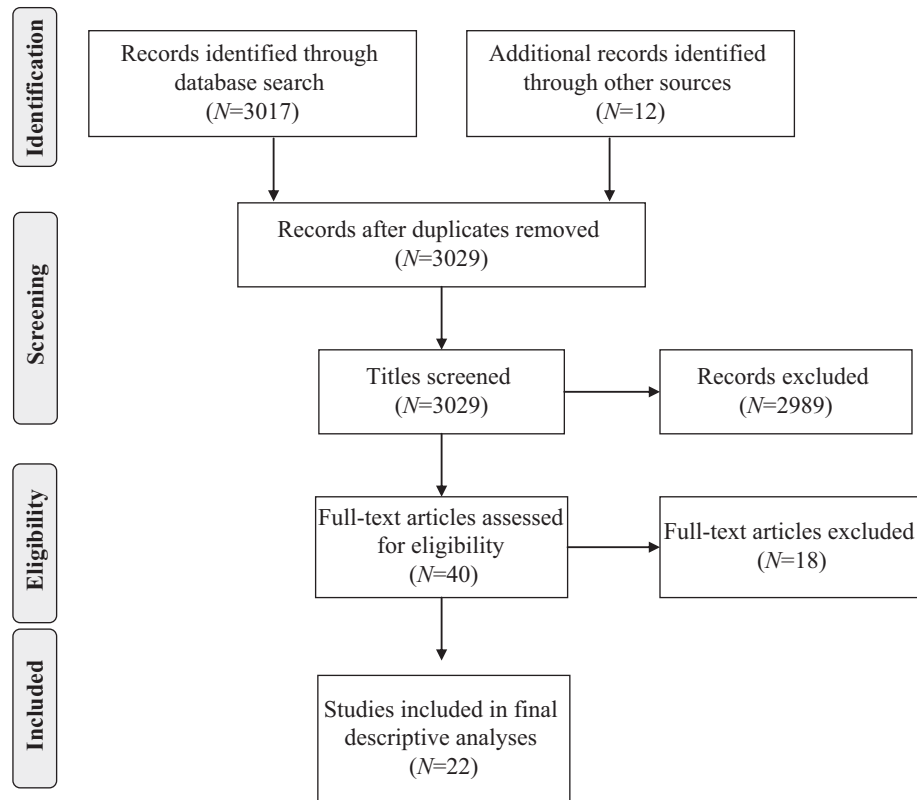 Identification
Records identified through
database search
(N=3017)
Additional records identified
through other sources
(N=12)
Screening
Records after duplicates removed
(N=3029)
Titles screened
(N=3029)
Records excluded
(N=2989)
Eligibility
Full-text articles assessed
for eligibility
(N=40)
Full-text articles excluded
(N=18)
Included
Studies included in final
descriptive analyses
(N=22)